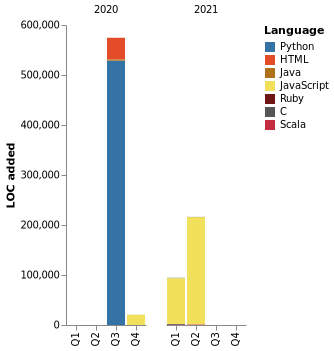 2020
2021
Language
Python
HTML
Java
JavaScript
Ruby
C
Scala
LOC added
600,000
500,000
400,000
300,000
200,000
100,000
0
Q1
Q2
Q3
Q4
Q1
Q2
Q3
Q4